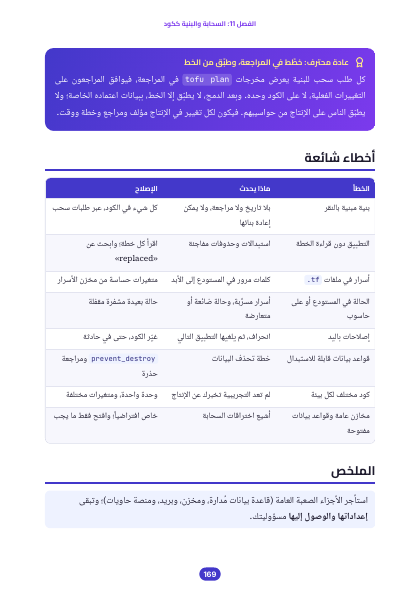 الفصل 11: السحابة والبنية ككود
عادة محترف: خطّط في المراجعة، وطبّق من الخط
كل طلب سحب للبنية يعرض مخرجات tofu plan في المراجعة، فيوافق المراجعون على
التغييرات الفعلية، لا على الكود وحده. وبعد الدمج، لا يطبّق إلا الخط، ببيانات اعتماده الخاصة؛ ولا
يطبّق الناس على الإنتاج من حواسيبهم. فيكون لكل تغيير في الإنتاج مؤلف ومراجع وخطة ووقت.
أخطاء شائعة
الخطأ ماذا يحدث الإصلاح
بنية مبنية بالنقر بلا تاريخ ولا مراجعة، ولا يمكن كل شيء في الكود، عبر طلبات سحب
إعادة بنائها
التطبيق دون قراءة الخطة استبدالات وحذوفات مفاجئة اقرأ كل خطة؛ وابحث عن
«replaced»
أسرار في ملفات .tf كلمات مرور في المستودع إلى الأبد متغيرات حساسة من مخزن الأسرار
الحالة في المستودع أو على أسرار مسرّبة، وحالة ضائعة أو حالة بعيدة مشفرة مقفلة
حاسوب متعارضة
إصلاحات باليد انحراف، ثم يلغيها التطبيق التالي غيّر الكود، حتى في حادثة
قواعد بيانات قابلة للاستبدال خطة تحذف البيانات prevent_destroy ومراجعة
حذرة
كود مختلف لكل بيئة لم تعد التجريبية تخبرك عن الإنتاج وحدة واحدة، ومتغيرات مختلفة
مخازن عامة وقواعد بيانات أشيع اختراقات السحابة خاص افتراضياً؛ وافتح فقط ما يجب
مفتوحة
الملخص
استأجر الأجزاء الصعبة العامة (قاعدة بيانات مُدارة، ومخزن، وبريد، ومنصة حاويات)؛ وتبقى
إعداداتها والوصول إليها مسؤوليتك.
169